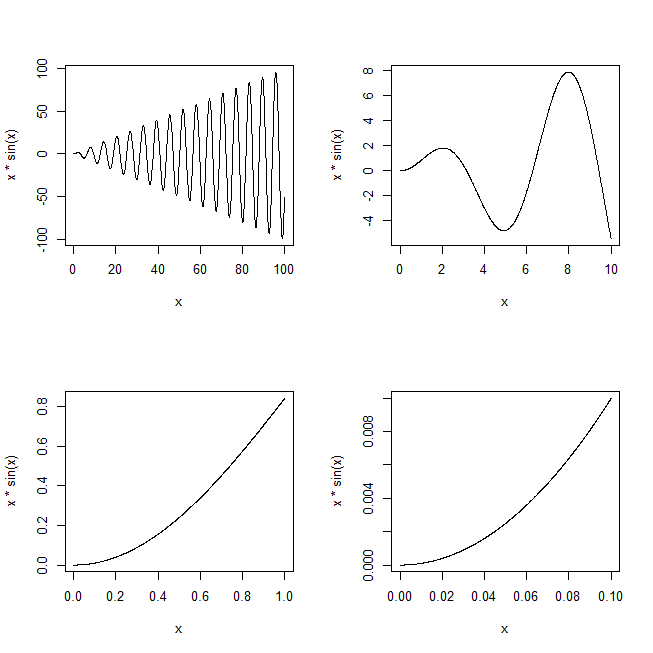 100
50
0
-50
-100
x * sin(x)
0 20 40 60 80 100
x
8
6
4
2
0
-2
-4
x * sin(x)
0 2 4 6 8 10
x
0.8
0.6
0.4
0.2
0.0
x * sin(x)
0.0 0.2 0.4 0.6 0.8 1.0
x
0.008
0.004
0.000
x * sin(x)
0.00 0.02 0.04 0.06 0.08 0.10
x